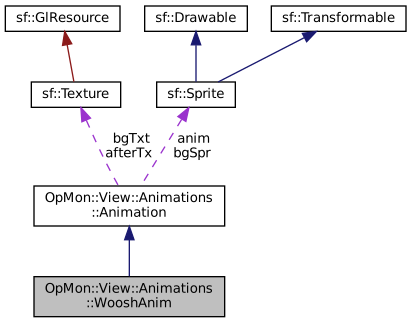 sf::GlResource
sf::Drawable
sf::Transformable
sf::Texture
sf::Sprite
bgTxt
afterTx
anim
bgSpr
OpMon::View::Animations
::Animation
OpMon::View::Animations
::WooshAnim